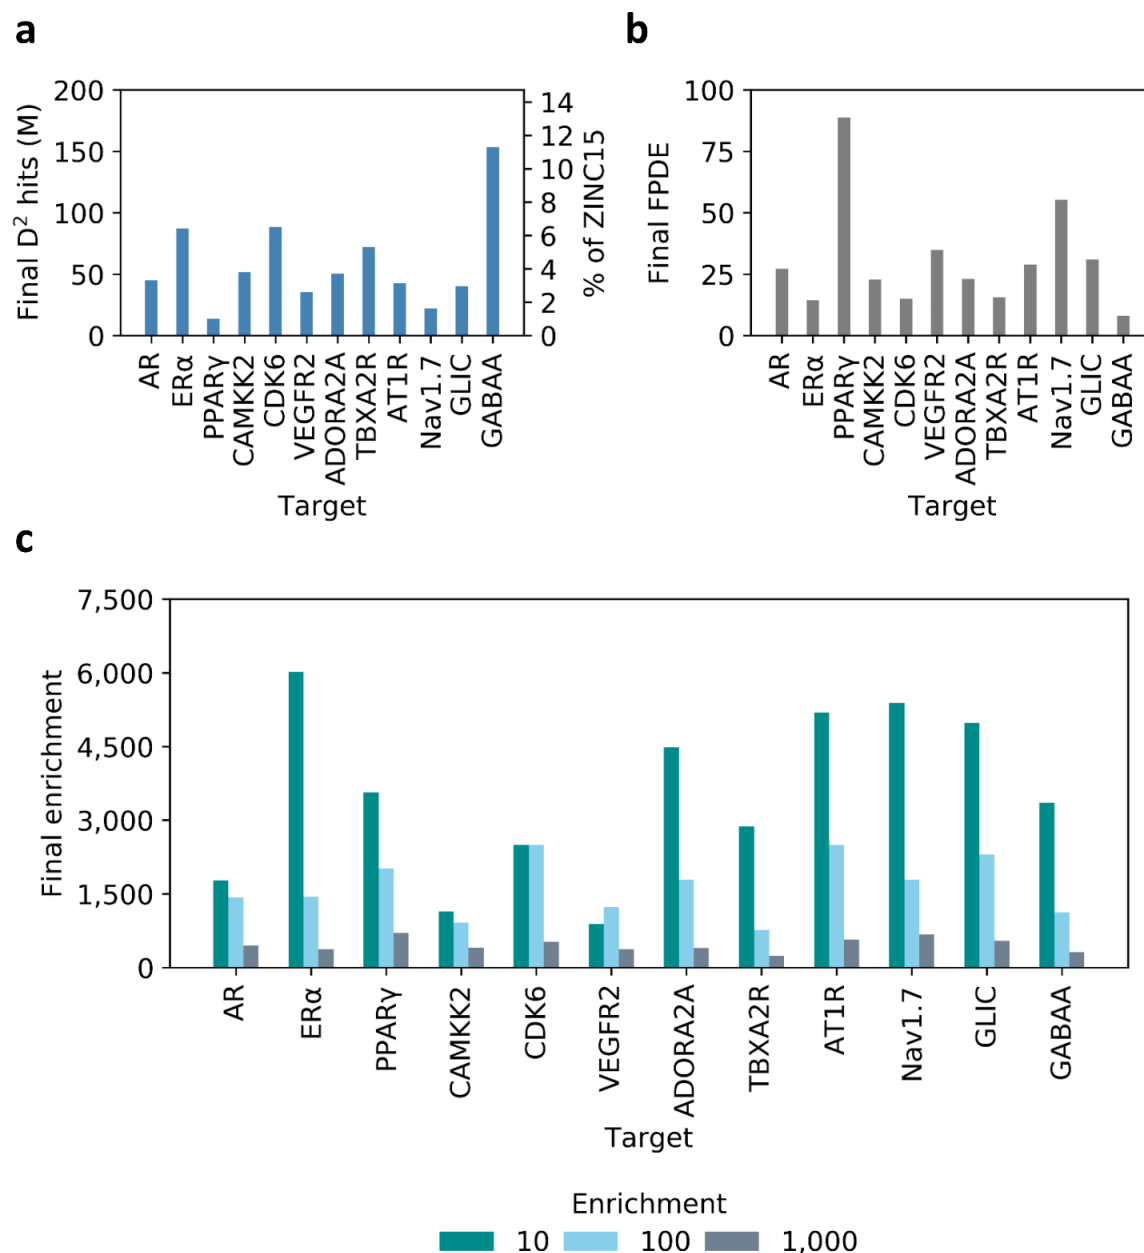 a
200
150
100
50
0
Final D² hits (M)
14
12
10
8
6
4
2
0
% of ZINC15
AR
ERα
PPARγ
CAMKK2
CDK6
VEGFR2
ADORA2A
TBXA2R
AT1R
Nav1.7
GLIC
GABAA
Target
b
100
75
50
25
0
Final FPDE
AR
ERα
PPARγ
CAMKK2
CDK6
VEGFR2
ADORA2A
TBXA2R
AT1R
Nav1.7
GLIC
GABAA
Target
c
7,500
6,000
4,500
3,000
1,500
0
Final enrichment
AR
ERα
PPARγ
CAMKK2
CDK6
VEGFR2
ADORA2A
TBXA2R
AT1R
Nav1.7
GLIC
GABAA
Target
Enrichment
10 100 1,000